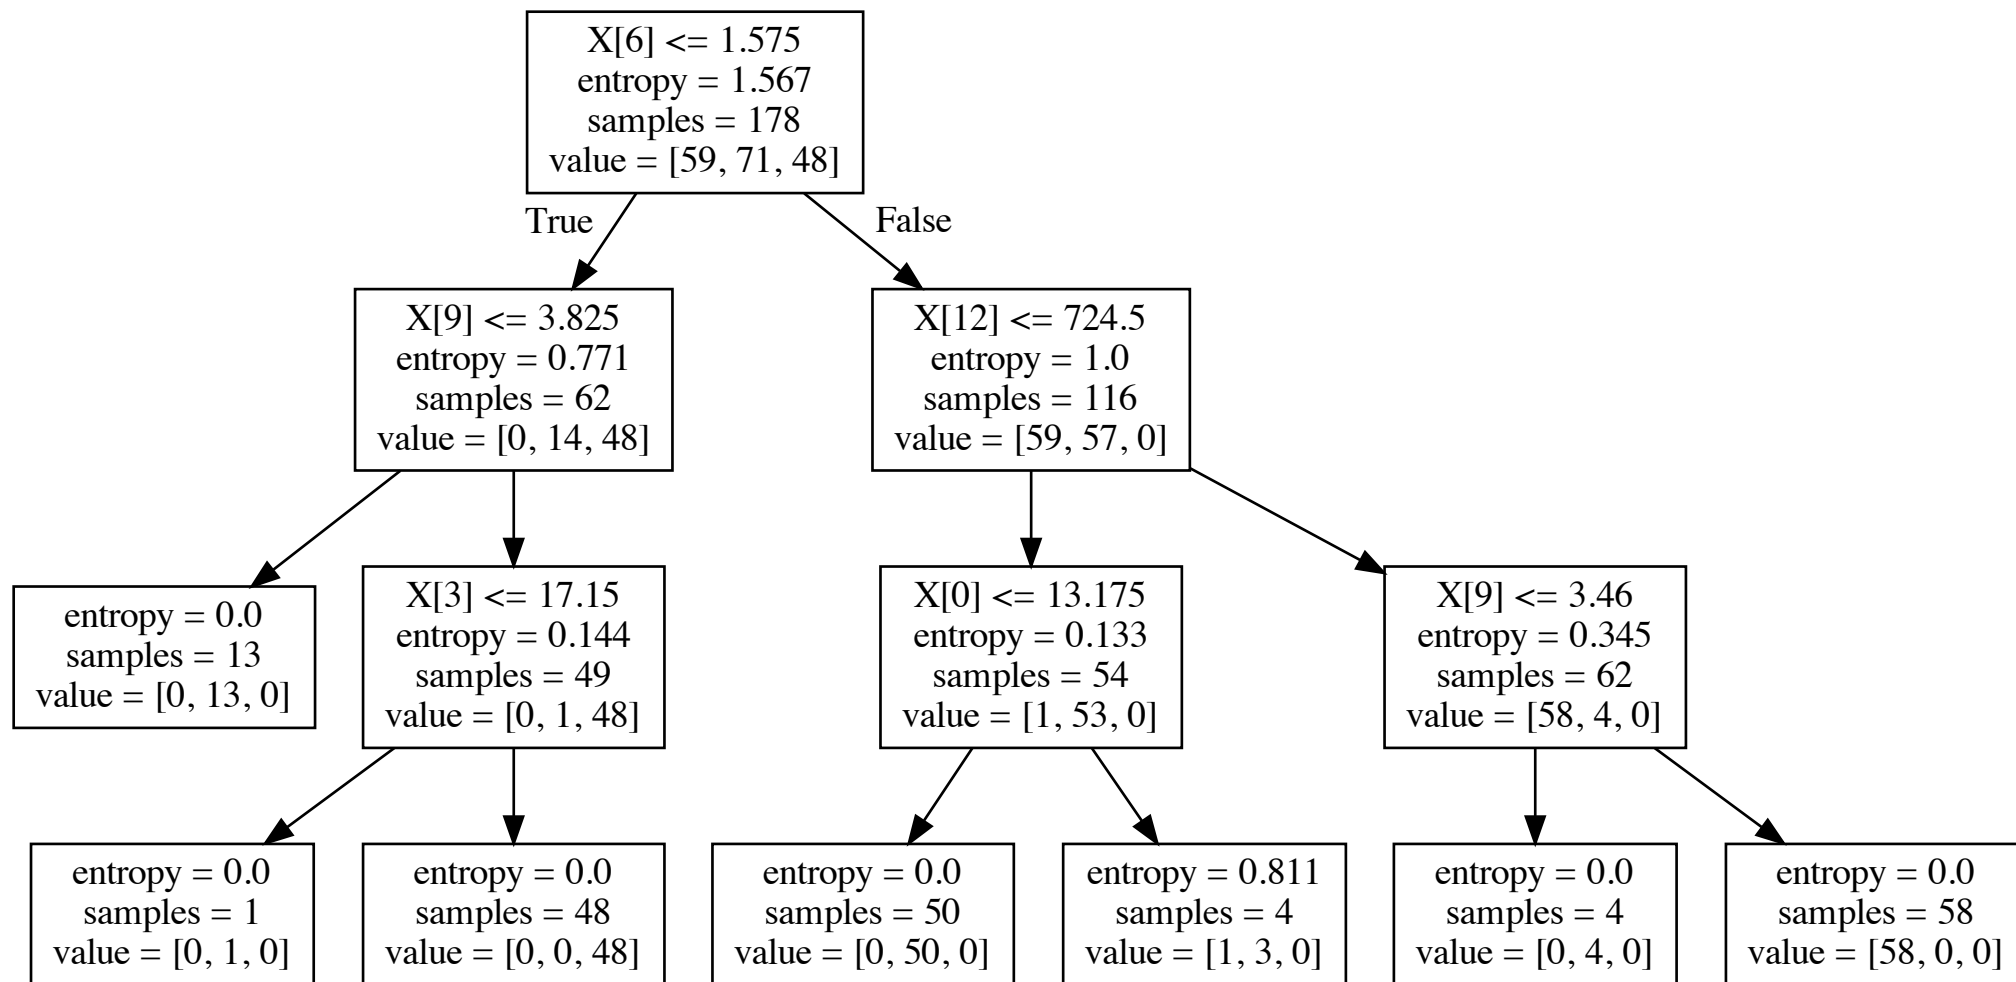 X[6] <= 1.575
entropy = 1.567
samples = 178
value = [59, 71, 48]
True
False
X[9] <= 3.825
entropy = 0.771
samples = 62
value = [0, 14, 48]
X[12] <= 724.5
entropy = 1.0
samples = 116
value = [59, 57, 0]
entropy = 0.0
samples = 13
value = [0, 13, 0]
X[3] <= 17.15
entropy = 0.144
samples = 49
value = [0, 1, 48]
X[0] <= 13.175
entropy = 0.133
samples = 54
value = [1, 53, 0]
X[9] <= 3.46
entropy = 0.345
samples = 62
value = [58, 4, 0]
entropy = 0.0
samples = 1
value = [0, 1, 0]
entropy = 0.0
samples = 48
value = [0, 0, 48]
entropy = 0.0
samples = 50
value = [0, 50, 0]
entropy = 0.811
samples = 4
value = [1, 3, 0]
entropy = 0.0
samples = 4
value = [0, 4, 0]
entropy = 0.0
samples = 58
value = [58, 0, 0]